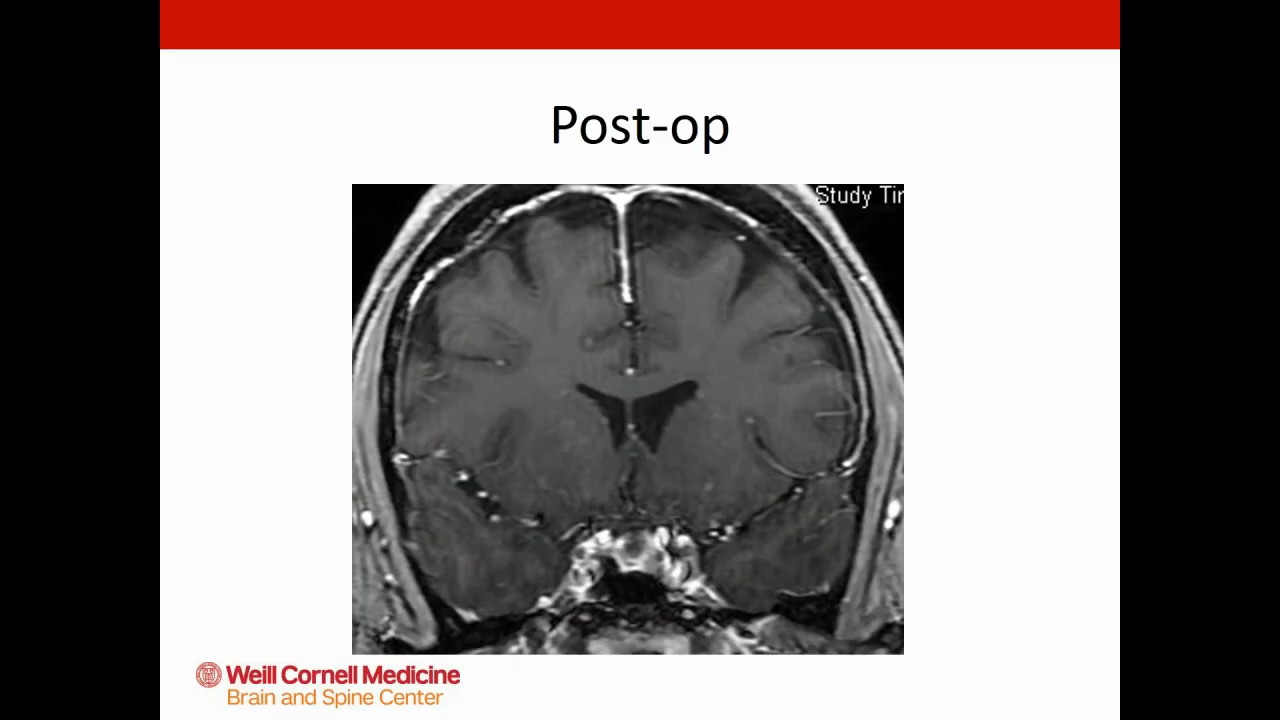 Post-op
Study Tir
Weill Cornell Medicine
Brain and Spine Center